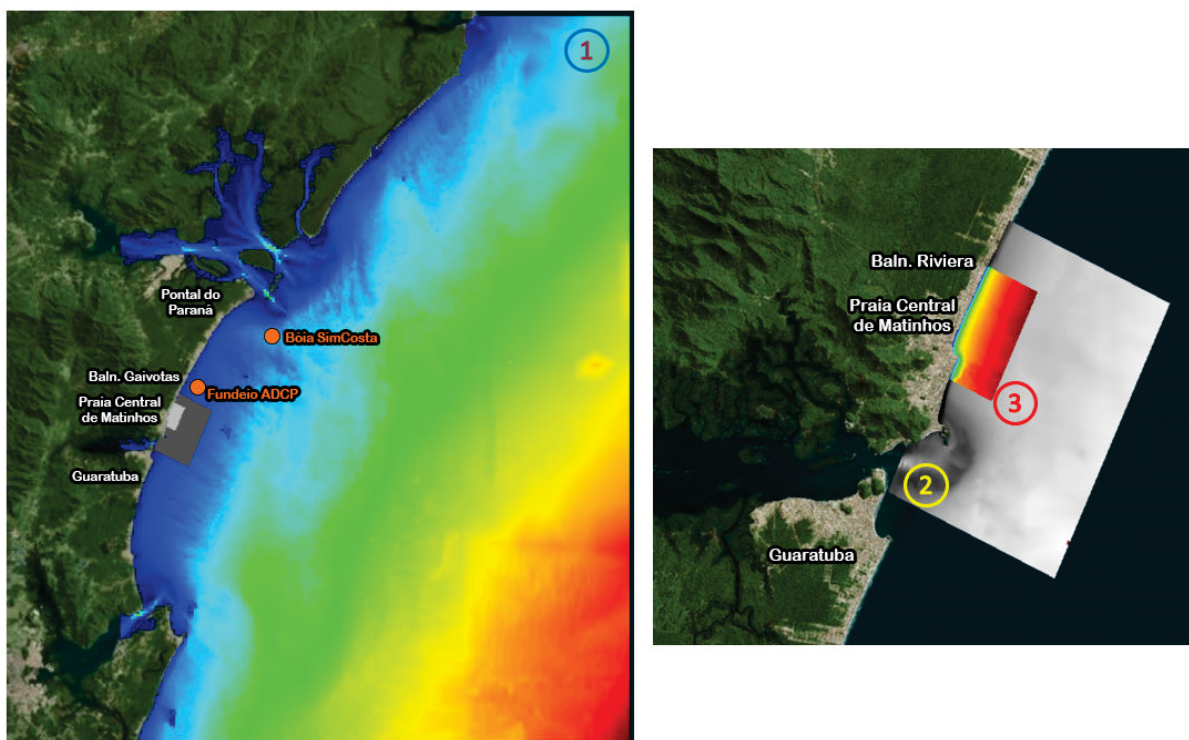 1
Pontal do
Paraná
Bóia SimCosta
Baln. Gaivotas
Fundeio ADCP
Praia Central
de Matinhos
Guaratuba
Baln. Riviera
Praia Central
de Matinhos
3
2
Guaratuba